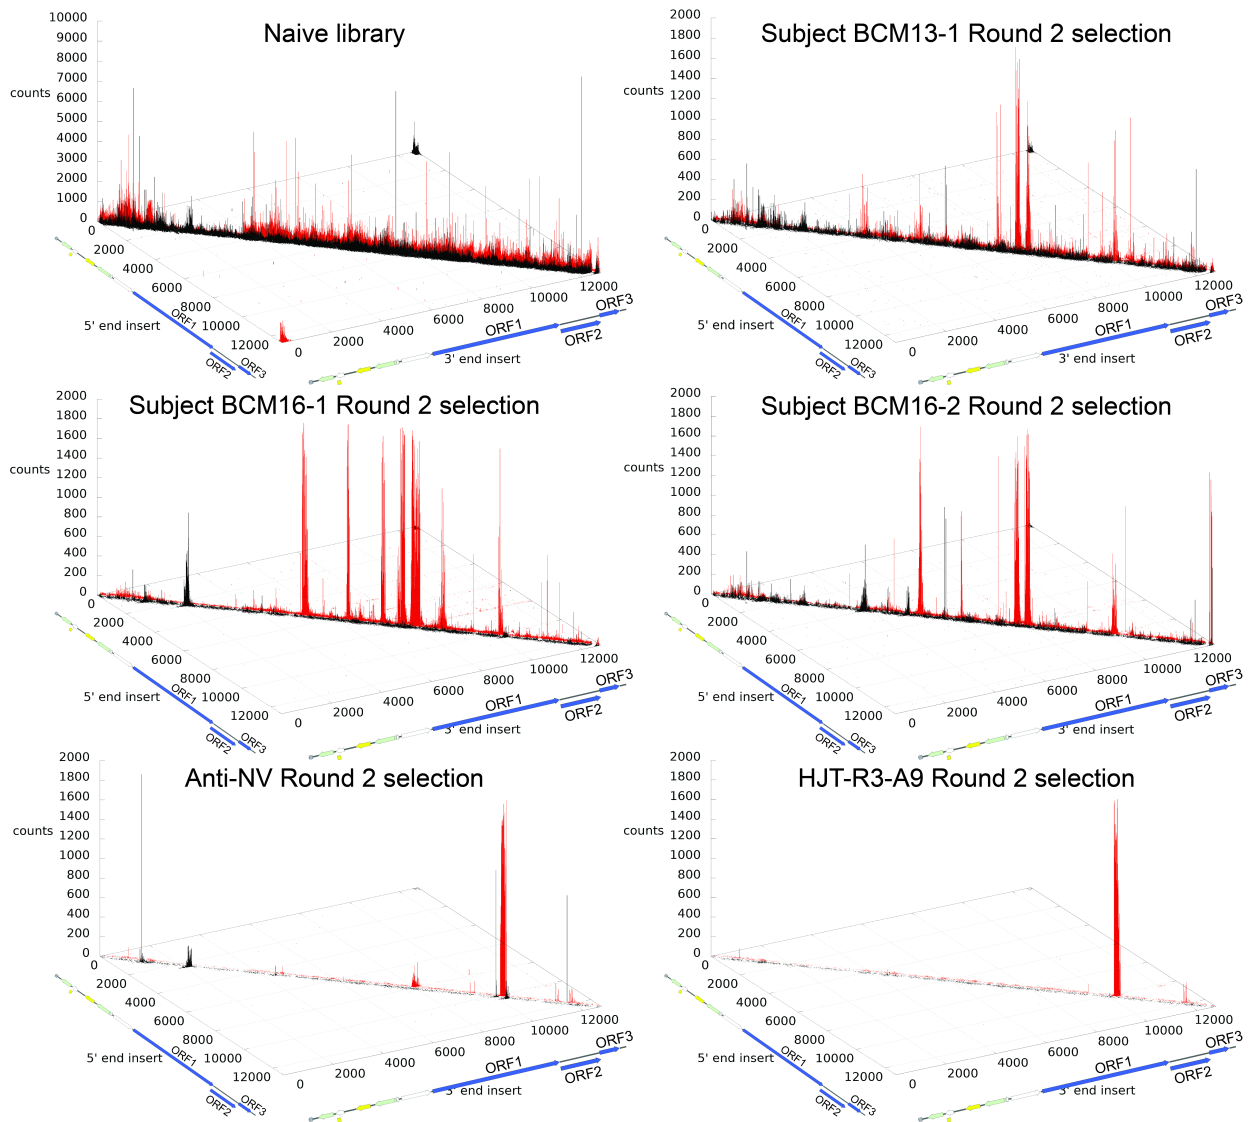 Naive library
10000
9000
8000
7000
6000
5000
4000
3000
2000
1000
0
counts
2000
4000
6000
8000
10000
12000
5' end insert
ORF1
ORF2
ORF3
0
2000
4000
6000
8000
10000
12000
3' end insert
ORF1
ORF2
ORF3
Subject BCM13-1 Round 2 selection
2000
1800
1600
1400
1200
1000
800
600
400
200
0
counts
0
2000
4000
6000
8000
10000
12000
5' end insert
ORF1
ORF2
ORF3
0
2000
4000
6000
8000
10000
12000
3' end insert
ORF1
ORF2
ORF3
Subject BCM16-1 Round 2 selection
2000
1800
1600
1400
1200
1000
800
600
400
200
0
counts
0
2000
4000
6000
8000
10000
12000
5' end insert
ORF1
ORF2
ORF3
0
2000
4000
6000
8000
10000
12000
3' end insert
ORF1
ORF2
ORF3
Subject BCM16-2 Round 2 selection
2000
1800
1600
1400
1200
1000
800
600
400
200
0
counts
0
2000
4000
6000
8000
10000
12000
5' end insert
ORF1
ORF2
ORF3
0
2000
4000
6000
8000
10000
12000
3' end insert
ORF1
ORF2
ORF3
Anti-NV Round 2 selection
2000
1800
1600
1400
1200
1000
800
600
400
200
0
counts
0
2000
4000
6000
8000
10000
12000
5' end insert
ORF1
ORF2
ORF3
0
2000
4000
6000
8000
10000
12000
3' end insert
ORF1
ORF2
ORF3
HJT-R3-A9 Round 2 selection
2000
1800
1600
1400
1200
1000
800
600
400
200
0
counts
0
2000
4000
6000
8000
10000
12000
5' end insert
ORF1
ORF2
ORF3
0
2000
4000
6000
8000
10000
12000
3' end insert
ORF1
ORF2
ORF3